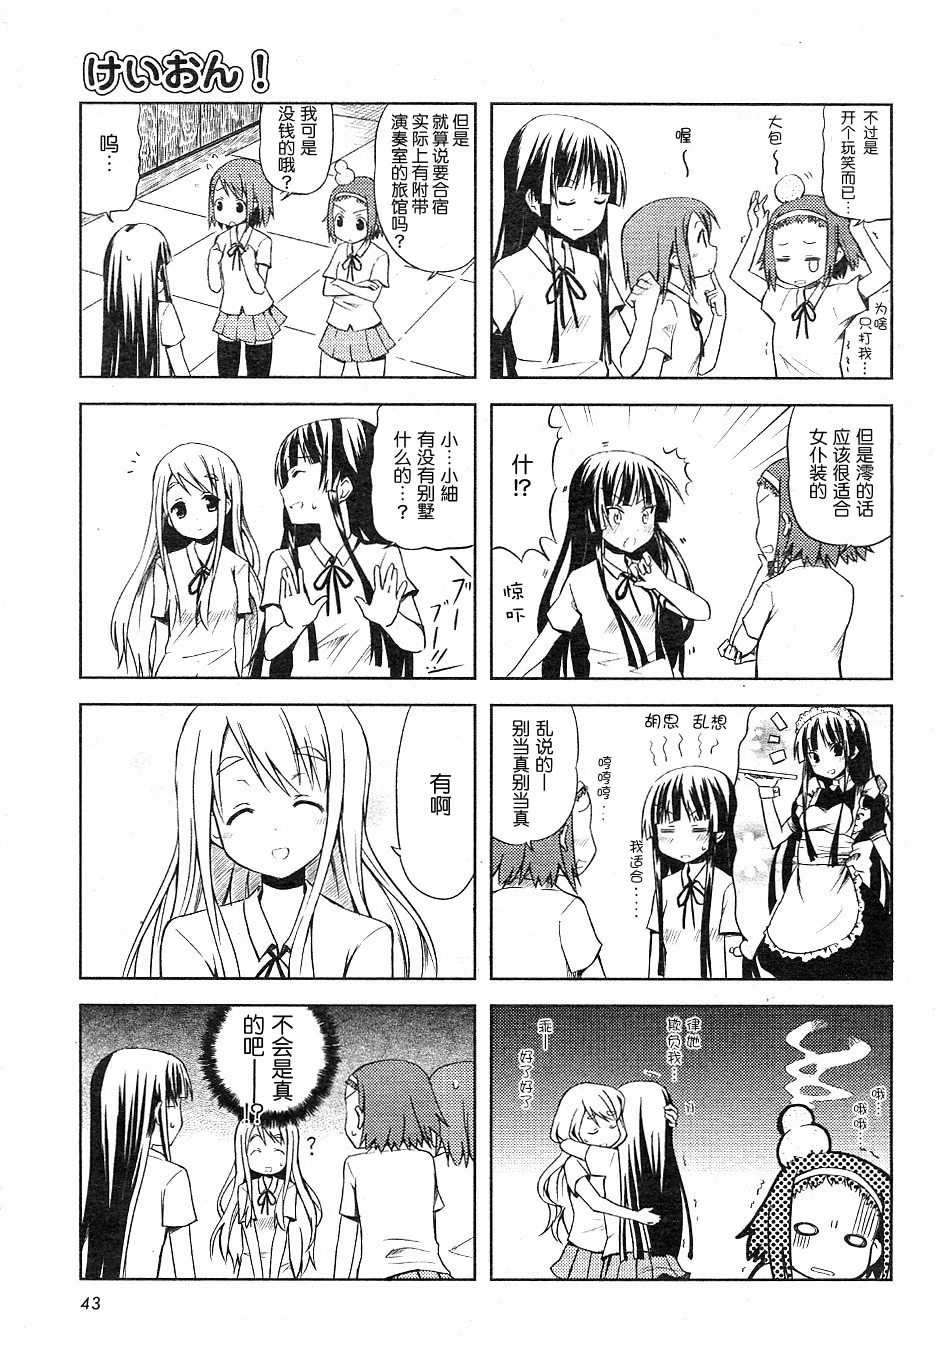 けいおん！
不过是
开个玩笑而已…
大包～
喔～
为啥
只打我…
但是澪的话
应该很适合
女仆装的
什!?
惊吓
胡思 乱想
我适合……
哼哼哼…
乱说的—
别当真别当真
律她
欺负我…
乖—
好了好了
哦…
哦哦…
但是
就算说要合宿
实际上有附带
演奏室的旅馆吗?
我可是
没钱的哦?
呜…
小…小紬
有没有别墅
什么的…?
有啊
不会是真
的吧——!?
?
43